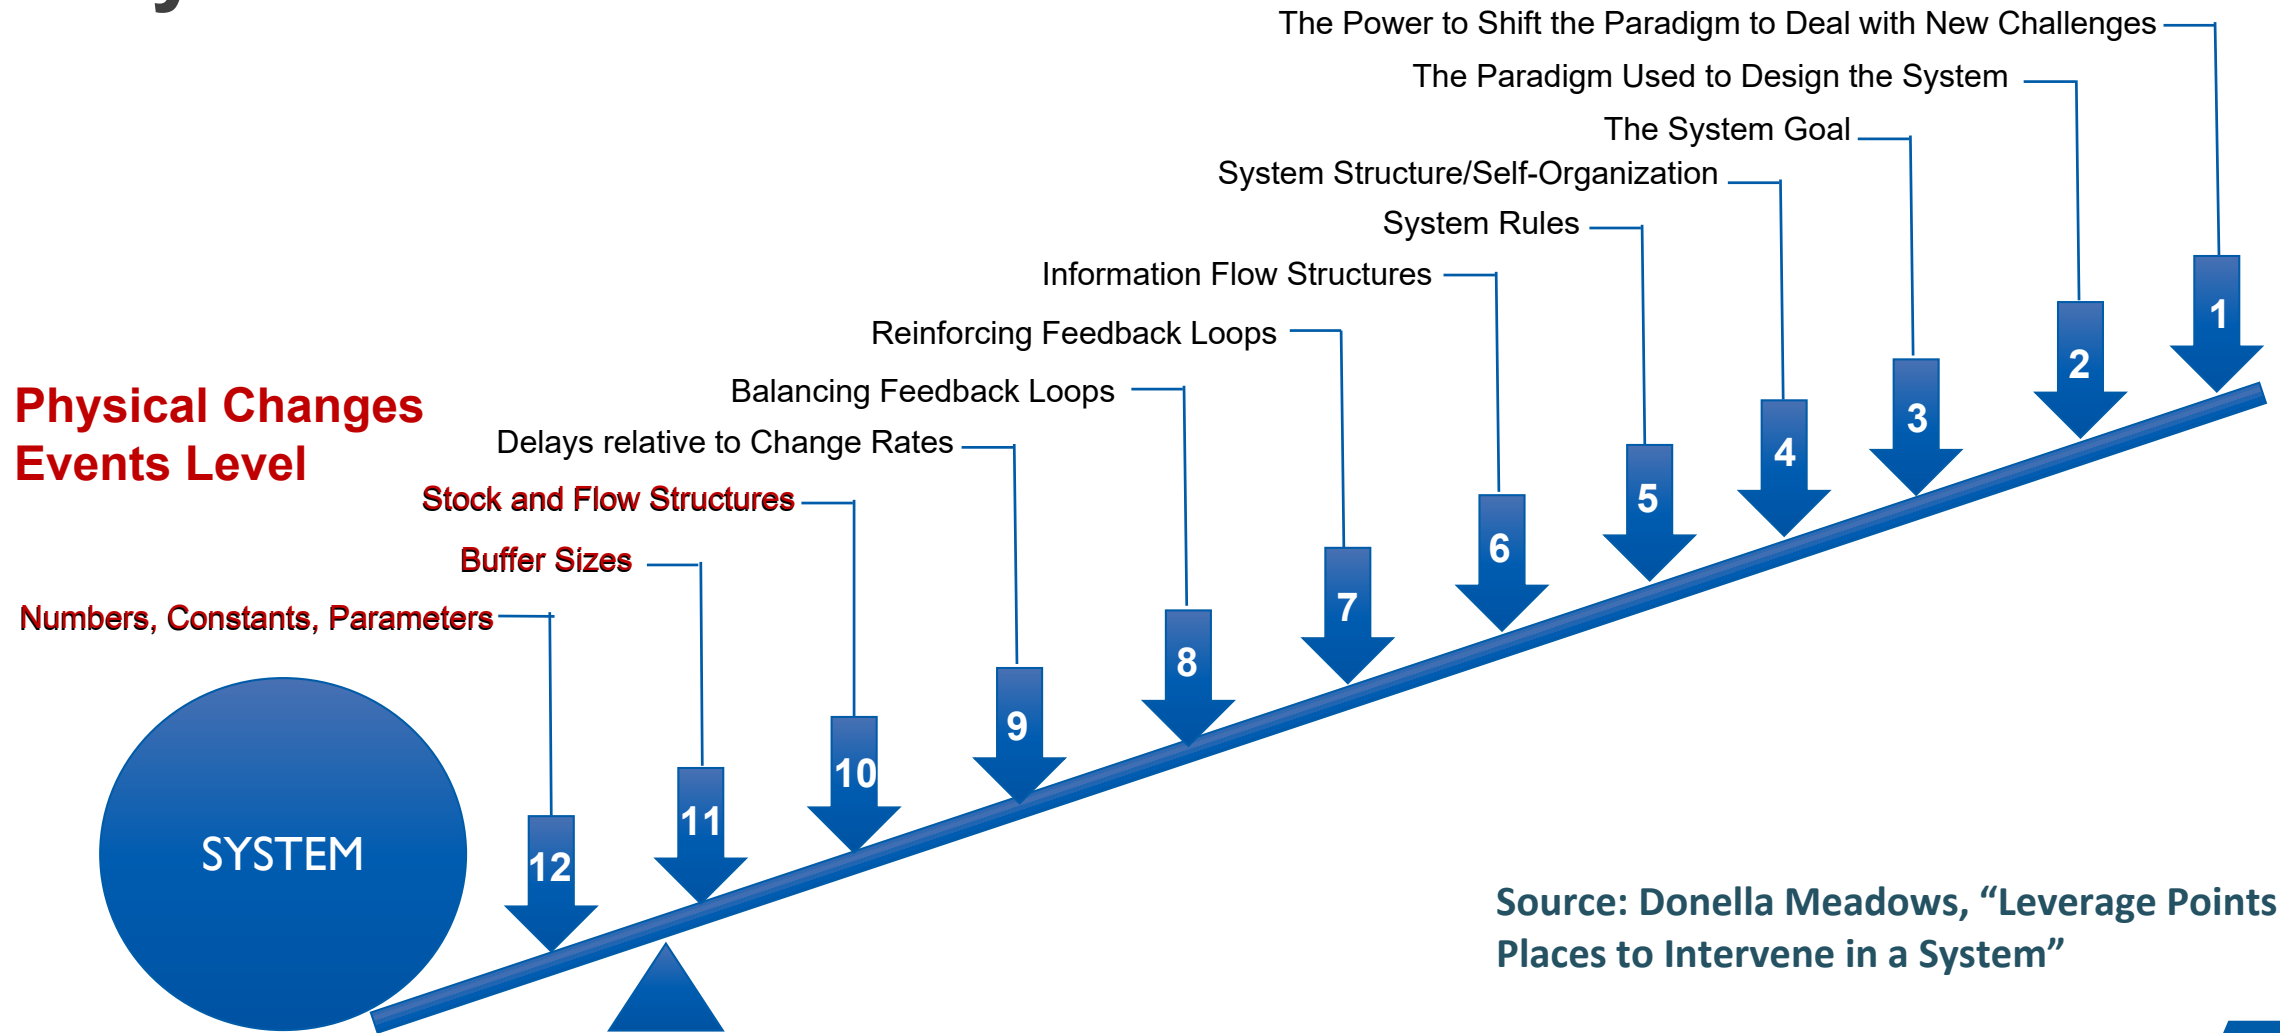 The Power to Shift the Paradigm to Deal with New Challenges
The Paradigm Used to Design the System
The System Goal
System Structure/Self-Organization
System Rules
Information Flow Structures
Reinforcing Feedback Loops
Balancing Feedback Loops
Delays relative to Change Rates
Stock and Flow Structures
Buffer Sizes
Numbers, Constants, Parameters
Physical Changes
Events Level
1
2
3
4
5
6
7
8
9
10
11
12
SYSTEM
Source: Donella Meadows, “Leverage Points
Places to Intervene in a System”